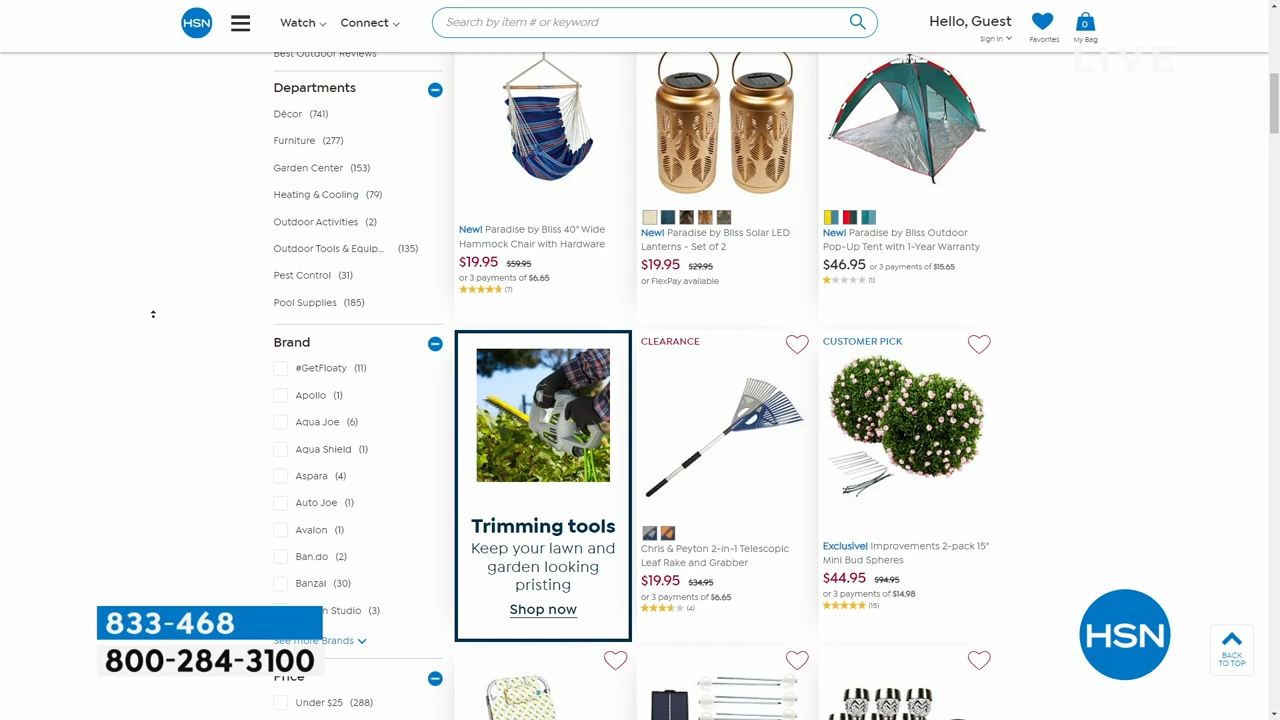 HSN
Watch
Connect
Search by item # or keyword
Hello, Guest
Sign In
Favorites
0
My Bag
LIVE
Best Outdoor Reviews
Departments
Décor (741)
Furniture (277)
Garden Center (153)
Heating & Cooling (79)
Outdoor Activities (2)
Outdoor Tools & Equip... (135)
Pest Control (31)
Pool Supplies (185)
Brand
#GetFloaty (11)
Apollo (1)
Aqua Joe (6)
Aqua Shield (1)
Aspara (4)
Auto Joe (1)
Avalon (1)
Ban.do (2)
Banzai (30)
Studio (3)
See more Brands
Price
Under $25 (288)
New! Paradise by Bliss 40" Wide
Hammock Chair with Hardware
$19.95 $59.95
or 3 payments of $6.65
(7)
New! Paradise by Bliss Solar LED
Lanterns - Set of 2
$19.95 $29.95
or FlexPay available
New! Paradise by Bliss Outdoor
Pop-Up Tent with 1-Year Warranty
$46.95 or 3 payments of $15.65
(1)
Trimming tools
Keep your lawn and
garden looking
pristing
Shop now
CLEARANCE
Chris & Peyton 2-in-1 Telescopic
Leaf Rake and Grabber
$19.95 $34.95
or 3 payments of $6.65
(4)
CUSTOMER PICK
Exclusive! Improvements 2-pack 15"
Mini Bud Spheres
$44.95 $94.95
or 3 payments of $14.98
(15)
833-468
800-284-3100
HSN
BACK
TO TOP